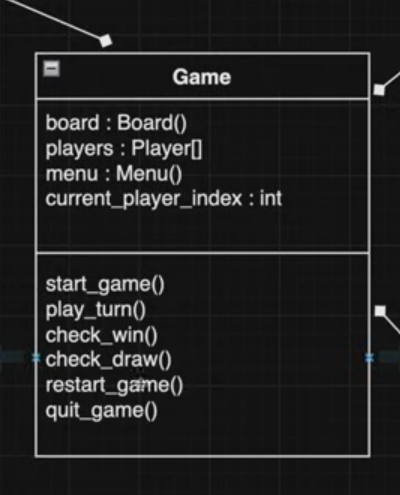 Game
board : Board()
players : Player[]
menu : Menu()
current_player_index : int
start_game()
play_turn()
check_win()
check_draw()
restart_game()
quit_game()